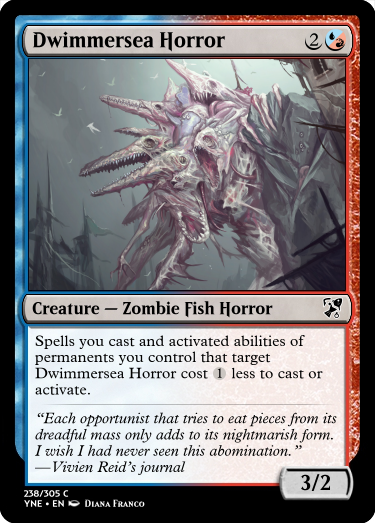 Dwimmersea Horror 2
Creature — Zombie Fish Horror
Spells you cast and activated abilities of
permanents you control that target
Dwimmersea Horror cost 1 less to cast or
activate.
“Each opportunist that tries to eat pieces from its
dreadful mass only adds to its nightmarish form.
I wish I had never seen this abomination.”
—Vivien Reid’s journal
3/2
238/305 C
YNE • EN Diana Franco